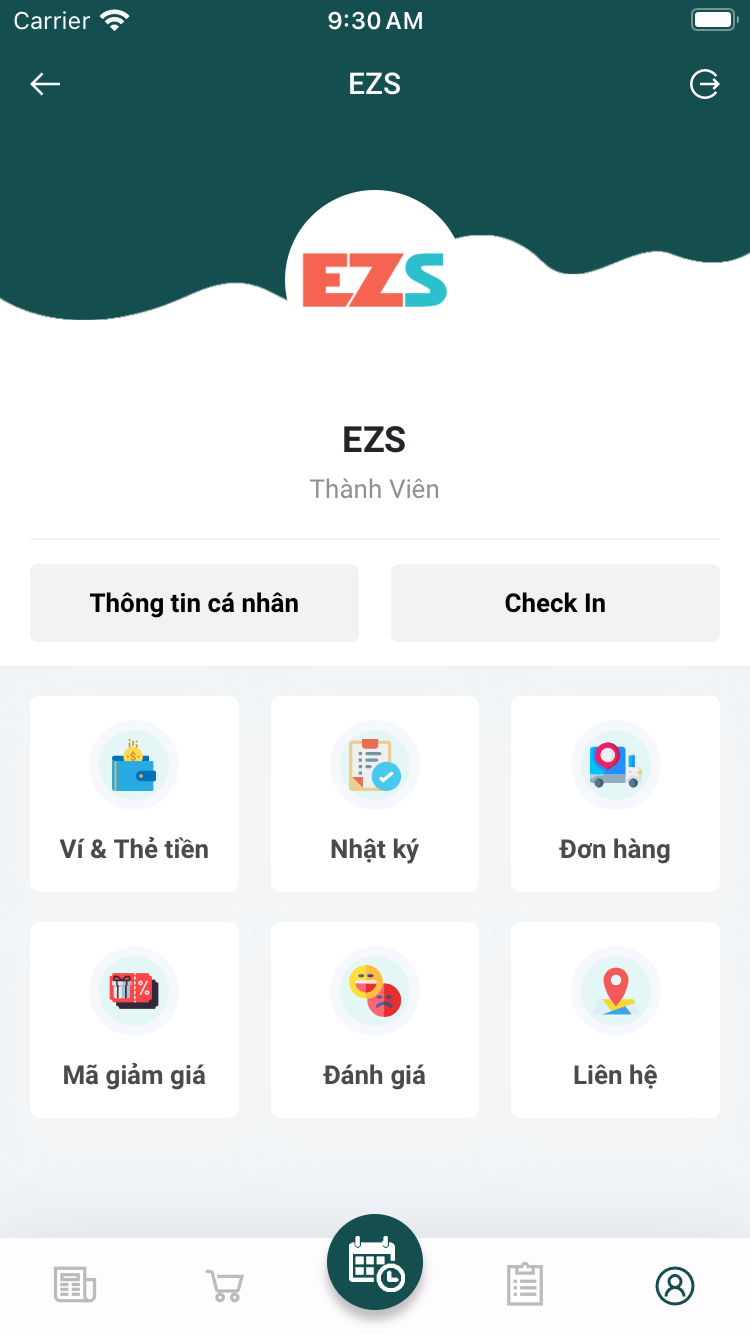 Carrier 9:30 AM
EZS
EZS
EZS
Thành Viên
Thông tin cá nhân Check In
Ví & Thẻ tiền Nhật ký Đơn hàng
Mã giảm giá Đánh giá Liên hệ